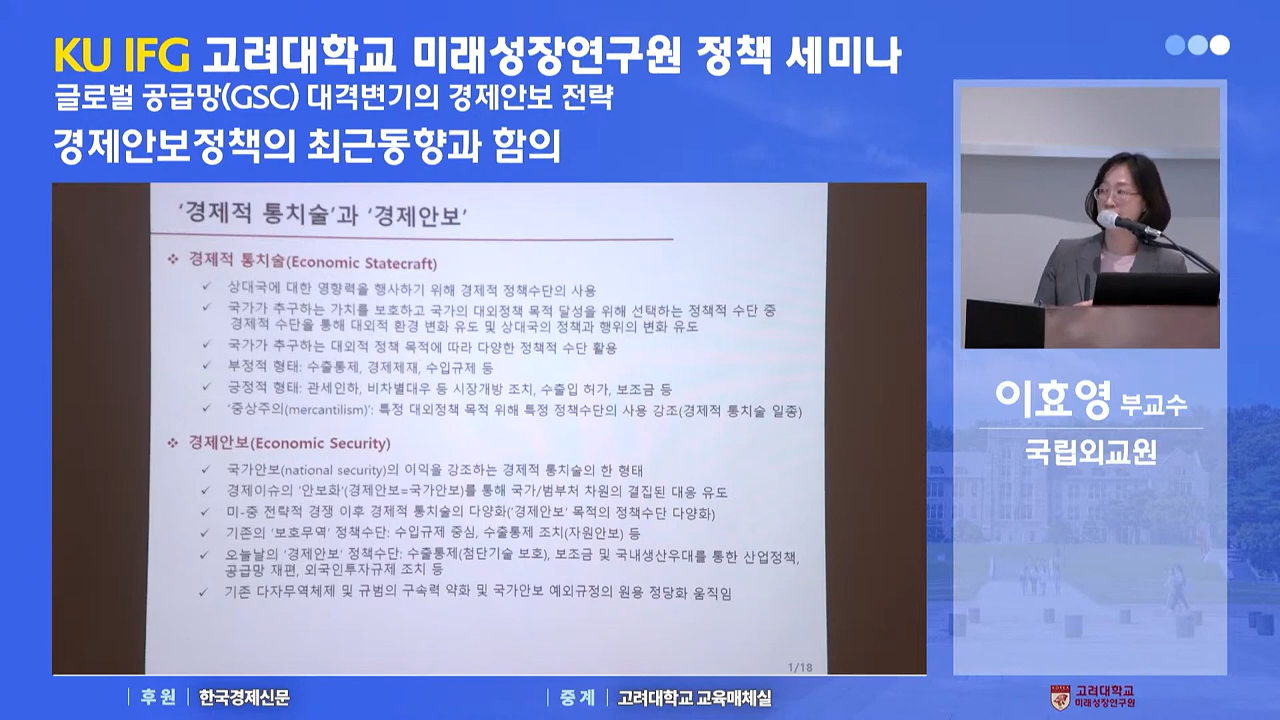 KU IFG 고려대학교 미래성장연구원 정책 세미나
글로벌 공급망(GSC) 대격변기의 경제안보 전략
경제안보정책의 최근동향과 함의
'경제적 통치술'과 '경제안보'
❖ 경제적 통치술(Economic Statecraft)
✓ 상대국에 대한 영향력을 행사하기 위해 경제적 정책수단의 사용
✓ 국가가 추구하는 가치를 보호하고 국가의 대외정책 목적 달성을 위해 선택하는 정책적 수단 중
경제적 수단을 통해 대외적 환경 변화 유도 및 상대국의 정책과 행위의 변화 유도
✓ 국가가 추구하는 대외적 정책 목적에 따라 다양한 정책적 수단 활용
✓ 부정적 형태: 수출통제, 경제제재, 수입규제 등
✓ 긍정적 형태: 관세인하, 비차별대우 등 시장개방 조치, 수출입 허가, 보조금 등
✓ '중상주의(mercantilism)': 특정 대외정책 목적 위해 특정 정책수단의 사용 강조(경제적 통치술 일종)
❖ 경제안보(Economic Security)
✓ 국가안보(national security)의 이익을 강조하는 경제적 통치술의 한 형태
✓ 경제이슈의 '안보화'(경제안보=국가안보)를 통해 국가/범부처 차원의 결집된 대응 유도
✓ 미-중 전략적 경쟁 이후 경제적 통치술의 다양화('경제안보' 목적의 정책수단 다양화)
✓ 기존의 '보호무역' 정책수단: 수입규제 중심, 수출통제 조치(자원안보) 등
✓ 오늘날의 '경제안보' 정책수단: 수출통제(첨단기술 보호), 보조금 및 국내생산우대를 통한 산업정책,
공급망 재편, 외국인투자규제 조치 등
✓ 기존 다자무역체제 및 규범의 구속력 약화 및 국가안보 예외규정의 원용 정당화 움직임
1/18
이효영 부교수
국립외교원
후원 한국경제신문
중계 고려대학교 교육매체실
고려대학교
미래성장연구원